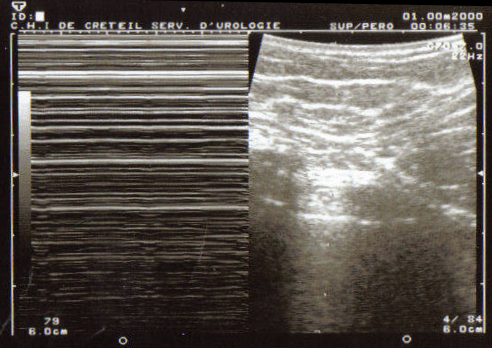 ID:
01.00m2000
C.H.I DE CRETEIL SERV. D'UROLOGIE
SUP/PERO
00:06:35
22Hz
79
6.0cm
4/ 84
6.0cm